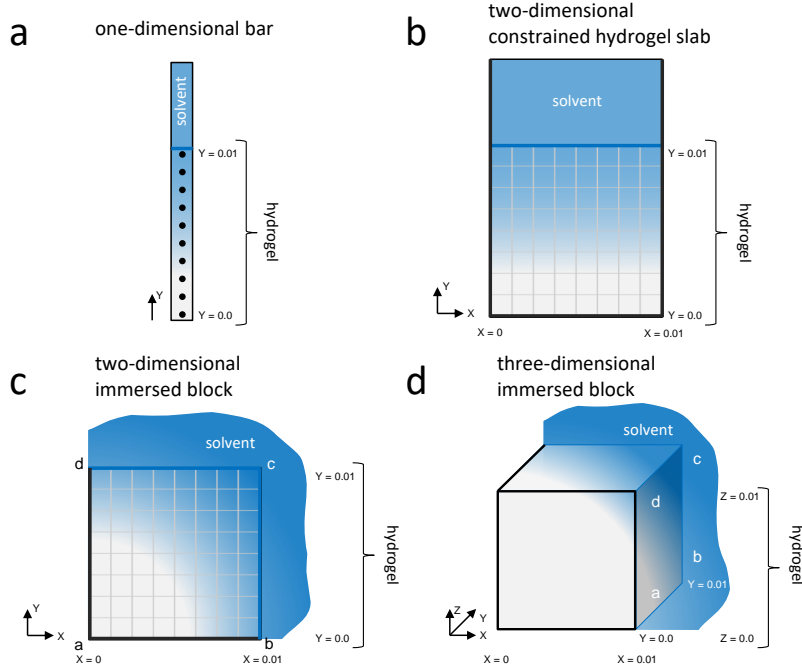 a
one-dimensional bar
solvent
Y = 0.01
hydrogel
Y
Y = 0.0
b
two-dimensional
constrained hydrogel slab
solvent
Y = 0.01
hydrogel
Y
X
Y = 0.0
X = 0
X = 0.01
c
two-dimensional
immersed block
solvent
d
c
Y = 0.01
hydrogel
Y
X
a
b
Y = 0.0
X = 0
X = 0.01
d
three-dimensional
immersed block
solvent
c
d
Z = 0.01
hydrogel
b
a
Y = 0.01
Z
Y
X
Y = 0.0
Z = 0.0
X = 0
X = 0.01